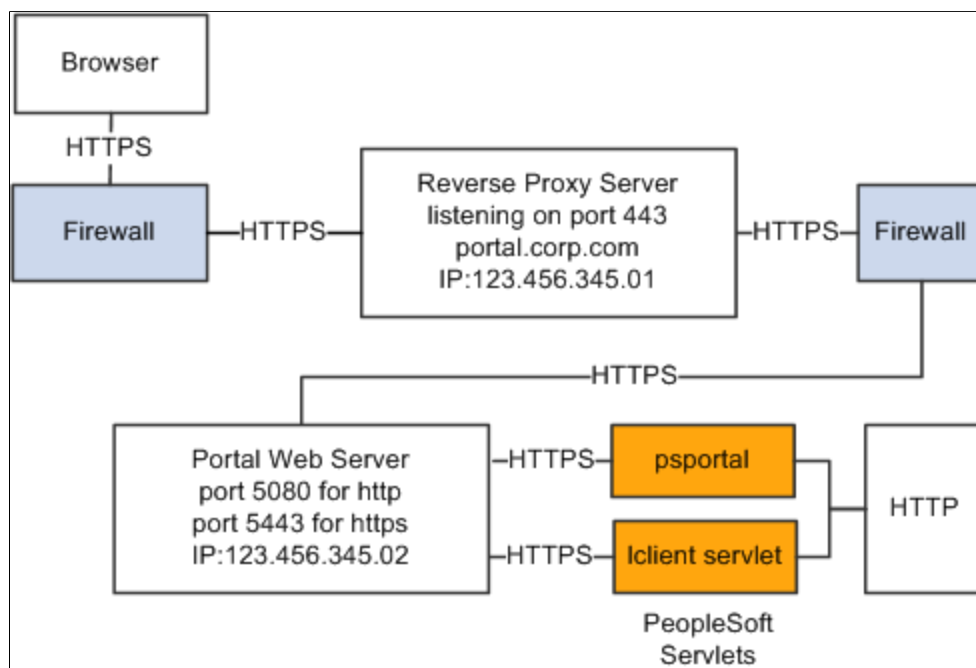 Browser
HTTPS
Firewall
HTTPS
Reverse Proxy Server
listening on port 443
portal.corp.com
IP:123.456.345.01
HTTPS
Firewall
HTTPS
Portal Web Server
port 5080 for http
port 5443 for https
IP:123.456.345.02
HTTPS
psportal
HTTPS
Iclient servlet
HTTP
PeopleSoft
Servlets